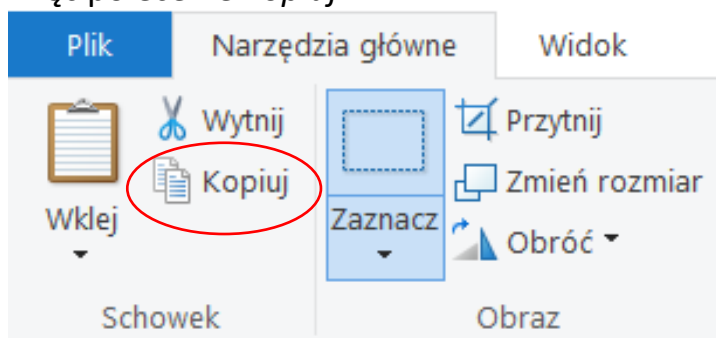 Plik Narzędzia główne Widok
Wytnij
Kopiuj
Wklej
Schowek
Zaznacz
Przytnij
Zmień rozmiar
Obróć
Obraz